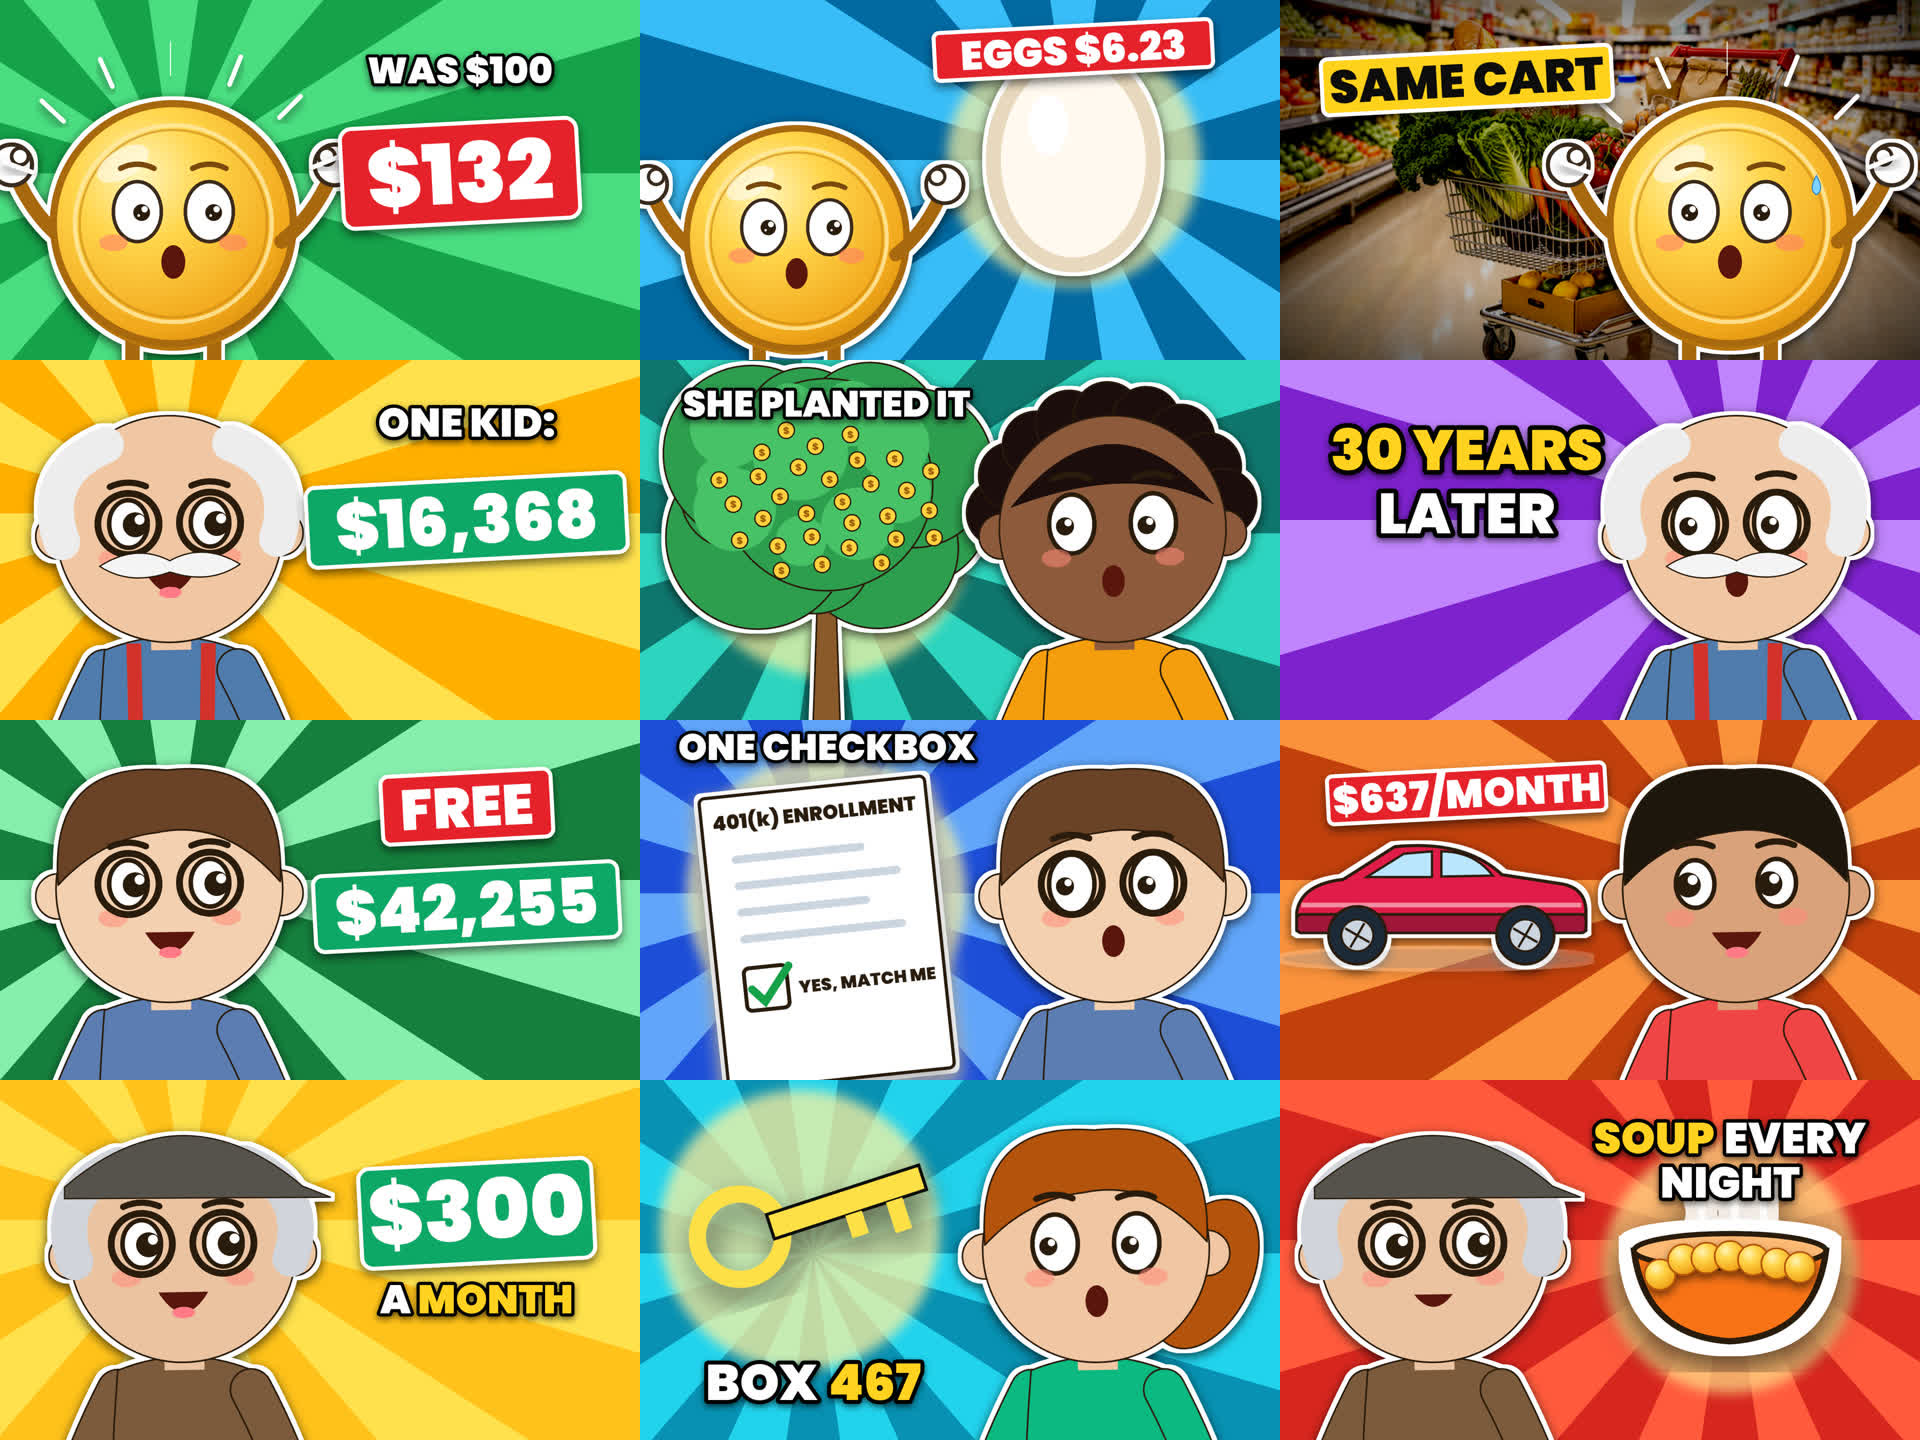 WAS $100
$132
EGGS $6.23
SAME CART
ONE KID:
$16,368
SHE PLANTED IT
30 YEARS
LATER
FREE
$42,255
ONE CHECKBOX
401(k) ENROLLMENT
YES, MATCH ME
$637/MONTH
$300
A MONTH
BOX 467
SOUP EVERY
NIGHT